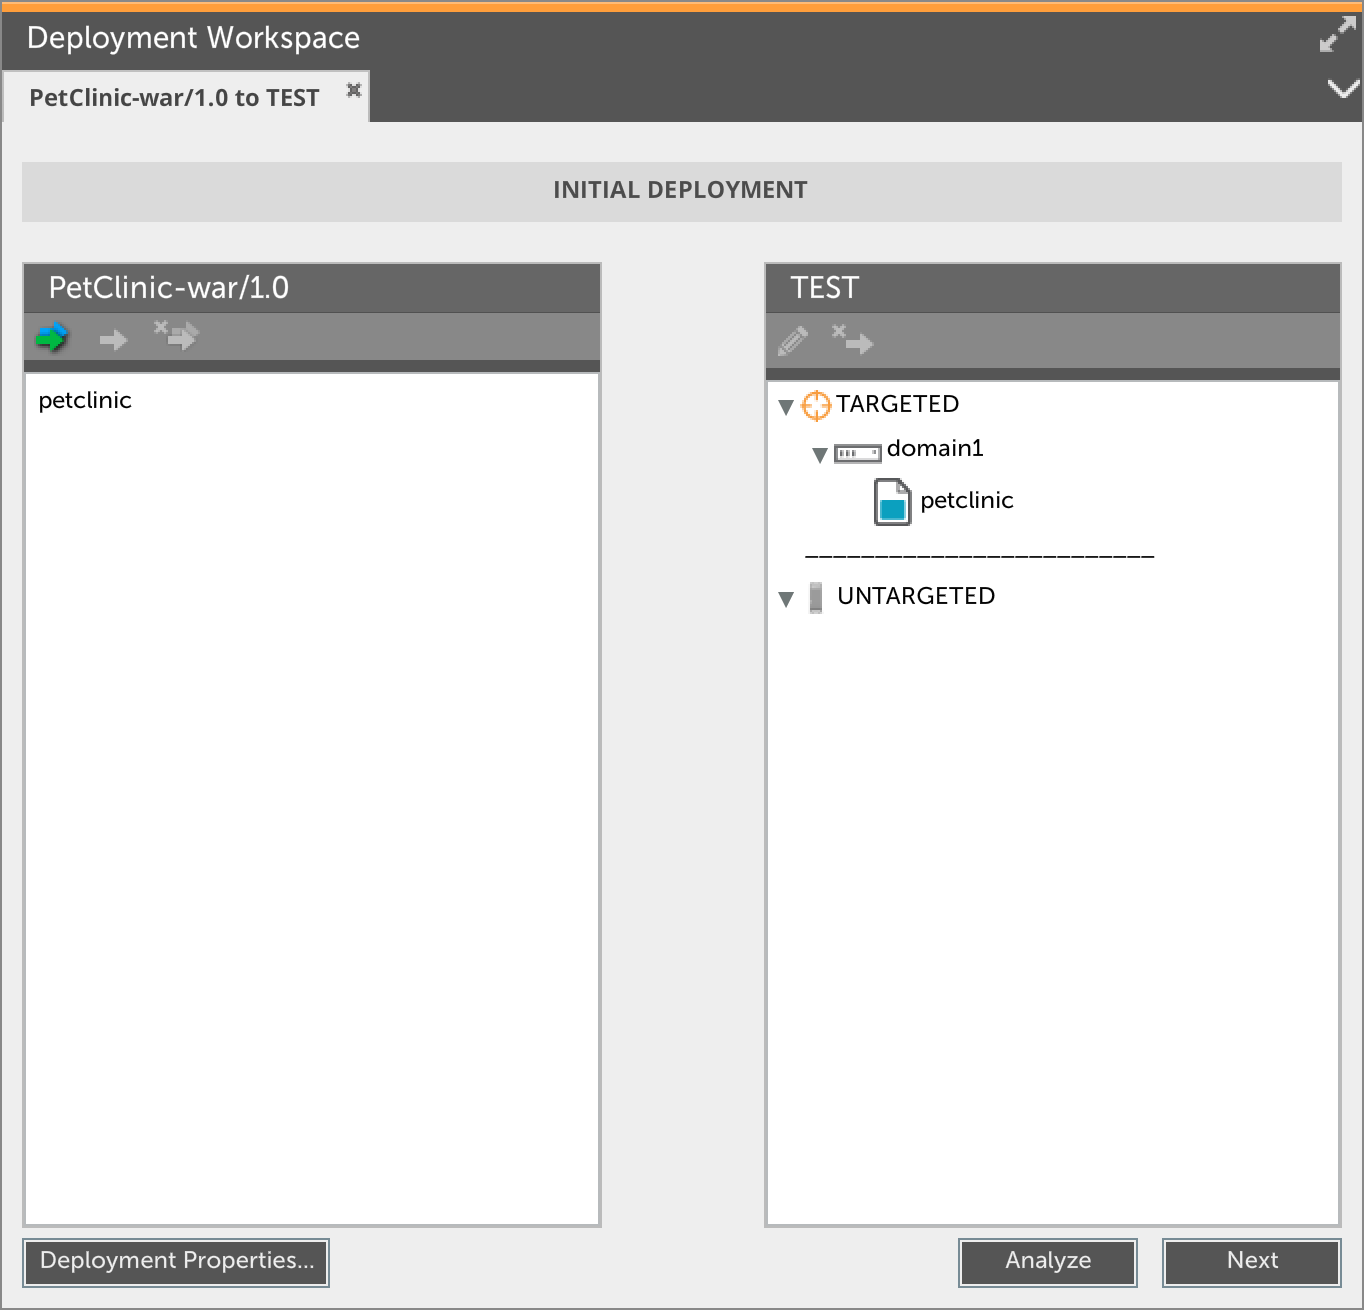 Deployment Workspace
PetClinic-war/1.0 to TEST
INITIAL DEPLOYMENT
PetClinic-war/1.0
petclinic
TEST
TARGETED
domain1
petclinic
_________________________
UNTARGETED
Deployment Properties...
Analyze
Next